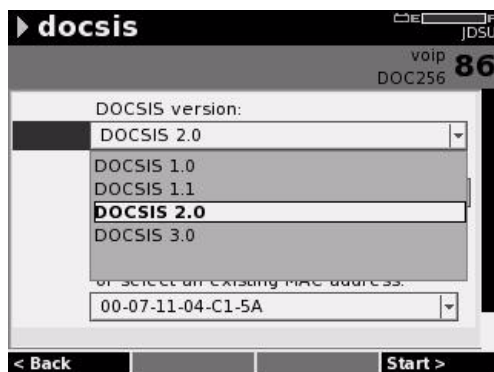 docsis
E F
JDSU
voip
DOC256
86
DOCSIS version:
DOCSIS 2.0
DOCSIS 1.0
DOCSIS 1.1
DOCSIS 2.0
DOCSIS 3.0
or select an existing MAC address:
00-07-11-04-C1-5A
< Back
Start >